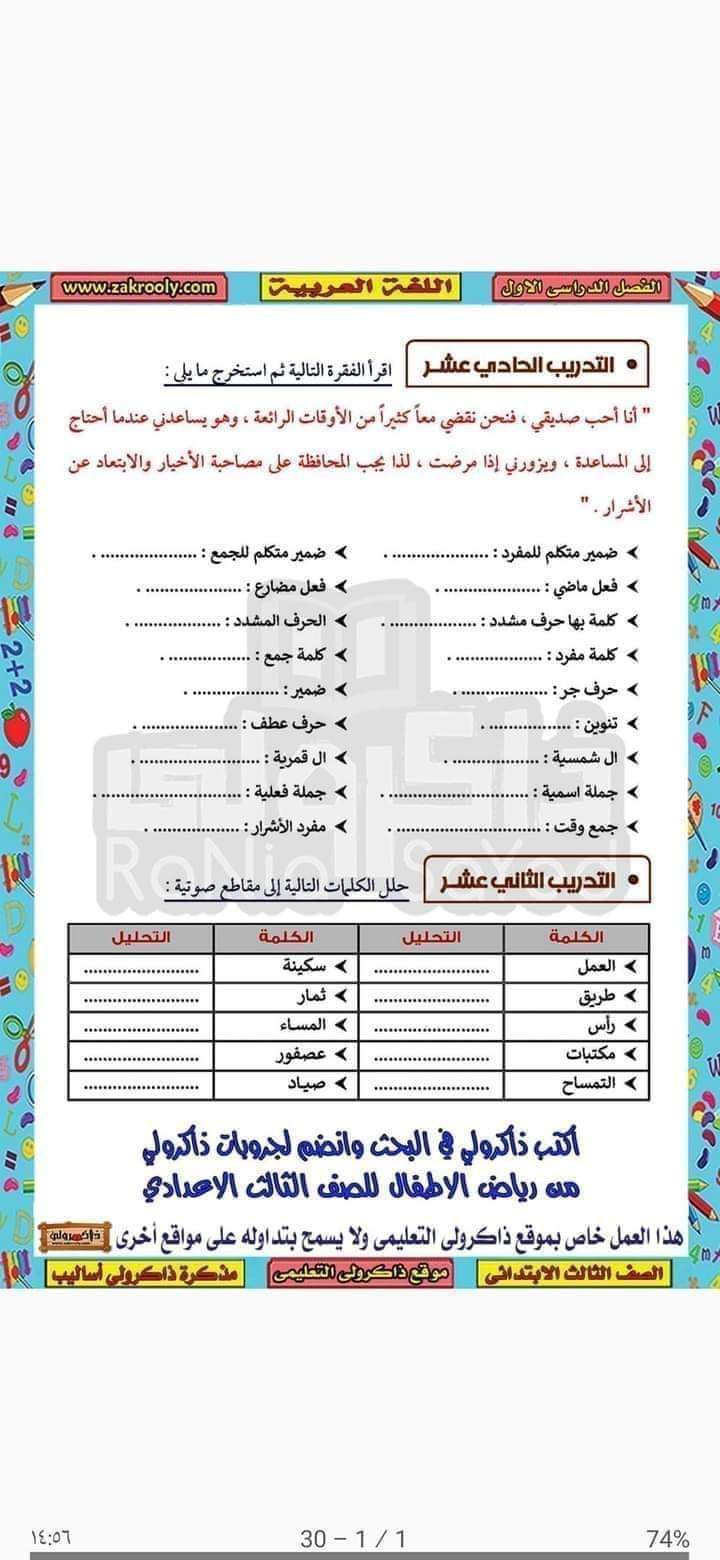 الفصل الدراسى الاول
اللغة العربية
www.zakrooly.com
• التدريب الحادي عشر اقرأ الفقرة التالية ثم استخرج ما يلى :
" أنا أحب صديقي ، فنحن نقضي معاً كثيراً من الأوقات الرائعة ، وهو يساعدني عندما أحتاج
إلى المساعدة ، ويزورني إذا مرضت ، لذا يجب المحافظة على مصاحبة الأخيار والابتعاد عن
الأشرار . "
ضمير متكلم للمفرد : .................... . ضمير متكلم للجمع : .................... .
فعل ماضي : .................... . فعل مضارع : .................... .
كلمة بها حرف مشدد : .................. . الحرف المشدد : .................. .
كلمة مفرد : .................. . كلمة جمع : .................. .
حرف جر : .................. . ضمير : .................. .
تنوين : .................. . حرف عطف : .................... .
ال شمسية : .................. . ال قمرية : .......................... .
جملة اسمية : ............................ . جملة فعلية : ............................ .
جمع وقت : ............................ . مفرد الأشرار : .................. .
• التدريب الثاني عشر حلل الكلمات التالية إلى مقاطع صوتية :
الكلمة التحليل الكلمة التحليل
العمل ........................ سكينة ........................
طريق ........................ ثمار ........................
رأس ........................ المساء ........................
مكتبات ........................ عصفور ........................
التمساح ........................ صياد ........................
أكتب ذاكرولي في البحث وانضم لجروبات ذاكرولي
من رياض الاطفال للصف الثالث الاعدادي
هذا العمل خاص بموقع ذاكرولى التعليمى ولا يسمح بتداوله على مواقع أخرى
ذاكرولى
الصف الثالث الابتدائى
موقع ذاكرولى التعليمى
مذكرة ذاكرولى أساليب
ذاكرولي
RaNia SaYed
74%
30 – 1 / 1
١٤:٥٦